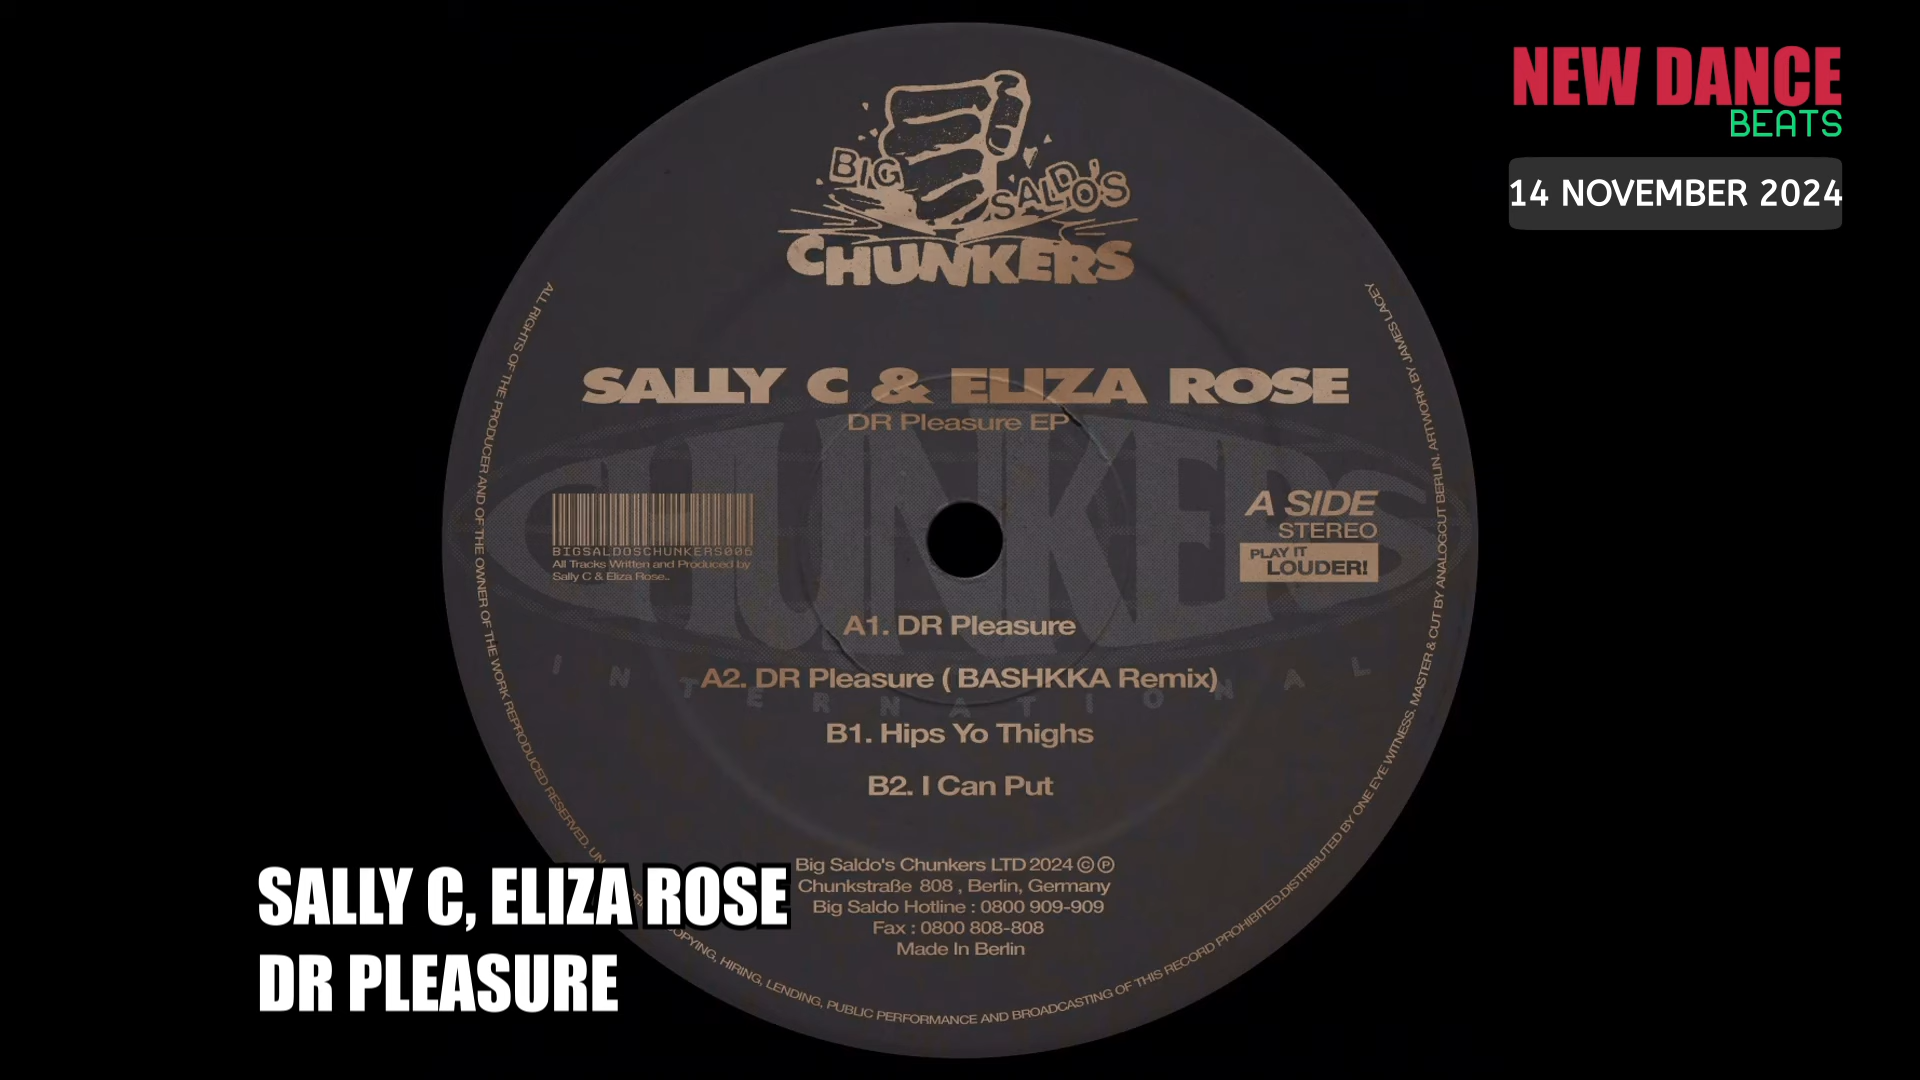 BIG
SALDO'S
CHUNKERS
NEW DANCE
BEATS
14 NOVEMBER 2024
SALLY C & ELIZA ROSE
DR Pleasure EP
CHUNKERS
INTERNATIONAL
BIGSALDOSCHUNKERS006
All Tracks Written and Produced by
Sally C & Eliza Rose..
A SIDE
STEREO
PLAY IT
LOUDER!
A1. DR Pleasure
A2. DR Pleasure ( BASHKKA Remix)
B1. Hips Yo Thighs
B2. I Can Put
Big Saldo's Chunkers LTD 2024 © ℗
Chunkstraße 808 , Berlin, Germany
Big Saldo Hotline : 0800 909-909
Fax : 0800 808-808
Made In Berlin
ALL RIGHTS OF THE PRODUCER AND OF THE OWNER OF THE WORK REPRODUCED RESERVED. COPYING, HIRING, LENDING, PUBLIC PERFORMANCE AND BROADCASTING OF THIS RECORD PROHIBITED.DISTRIBUTED BY ONE EYE WITNESS. MASTER & CUT BY ANALOGCUT BERLIN. ARTWORK BY JAMES LACEY
SALLY C, ELIZA ROSE
DR PLEASURE